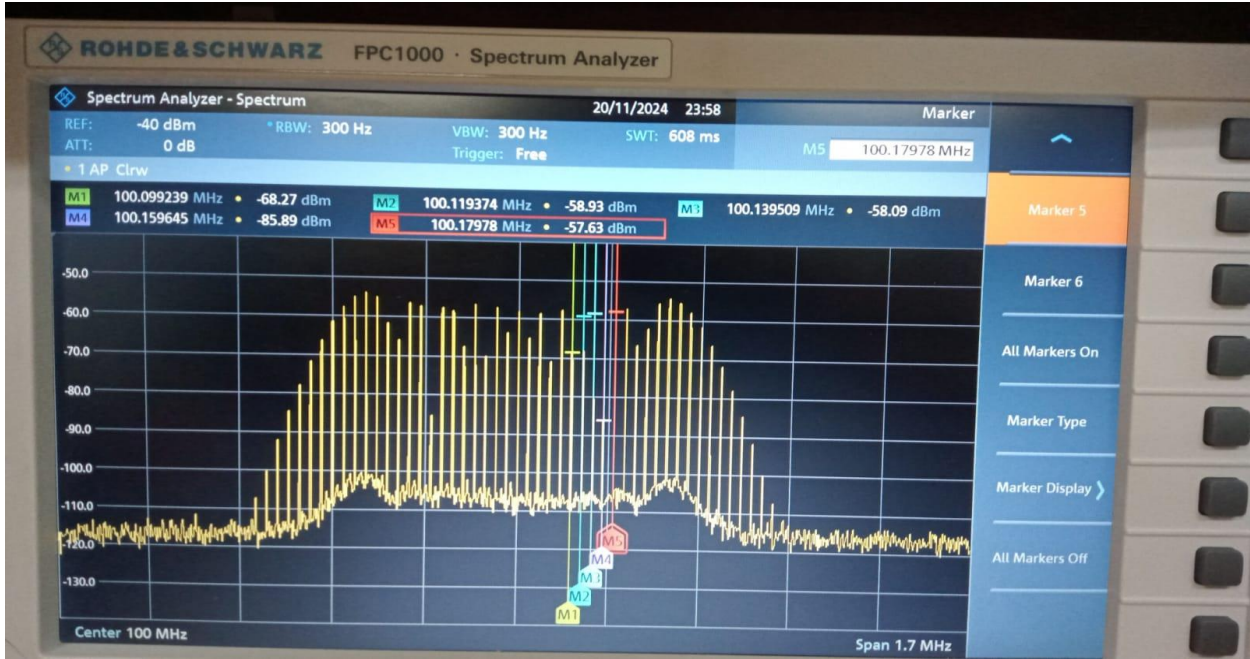 ROHDE&SCHWARZ FPC1000 · Spectrum Analyzer
Spectrum Analyzer - Spectrum 20/11/2024 23:58 Marker
REF: -40 dBm • RBW: 300 Hz VBW: 300 Hz SWT: 608 ms M5 100.17978 MHz
ATT: 0 dB Trigger: Free
• 1 AP Clrw
M1 100.099239 MHz • -68.27 dBm M2 100.119374 MHz • -58.93 dBm M3 100.139509 MHz • -58.09 dBm
M4 100.159645 MHz • -85.89 dBm M5 100.17978 MHz • -57.63 dBm
Marker 5
Marker 6
All Markers On
Marker Type
Marker Display ❯
All Markers Off
-50.0
-60.0
-70.0
-80.0
-90.0
-100.0
-110.0
-120.0
-130.0
M5
M4
M3
M2
M1
Center 100 MHz Span 1.7 MHz